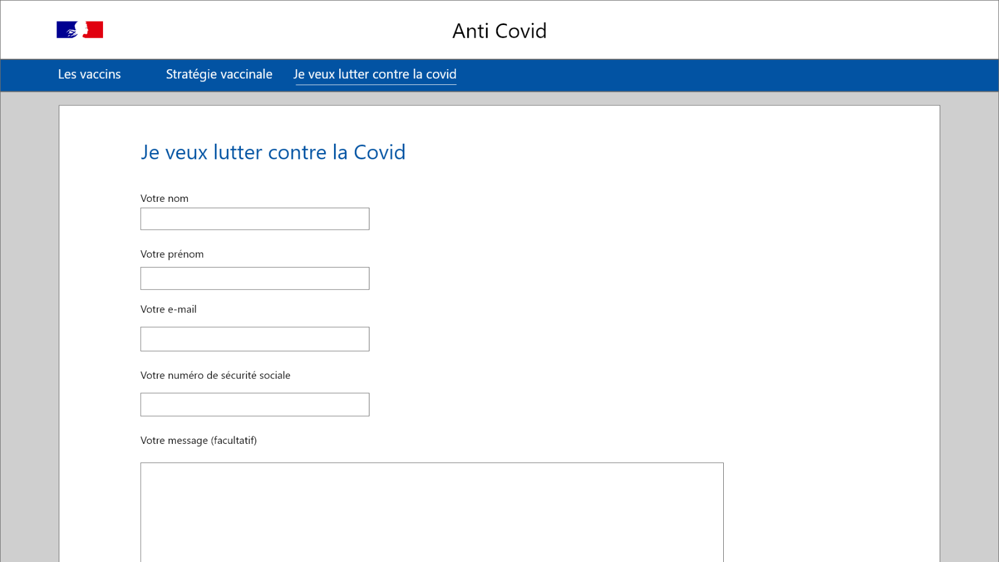 Anti Covid
Les vaccins
Stratégie vaccinale
Je veux lutter contre la covid
Je veux lutter contre la Covid
Votre nom
Votre prénom
Votre e-mail
Votre numéro de sécurité sociale
Votre message (facultatif)